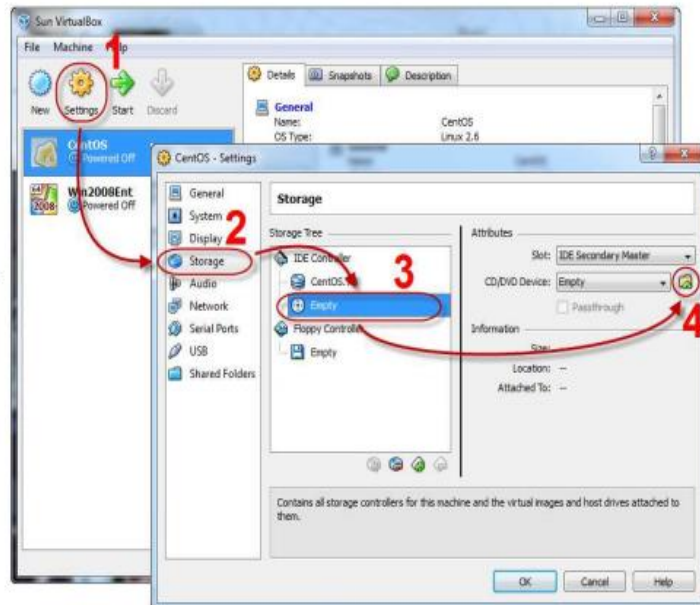 Sun VirtualBox
File Machine Help
1
New Settings Start Discard
Details Snapshots Description
General
Name: CentOS
OS Type: Linux 2.6
CentOS
Powered Off
64
2008
Win2008Ent
Powered Off
CentOS - Settings
General
System
Display
Storage
Audio
Network
Serial Ports
USB
Shared Folders
2
Storage
Storage Tree
IDE Controller
Empty
Floppy Controller
Empty
3
Attributes
Slot: IDE Secondary Master
CD/DVD Device: Empty
Passthrough
4
Information
Size: --
Location: --
Attached To: --
Contains all storage controllers for this machine and the virtual images and host drives attached to
them.
OK Cancel Help